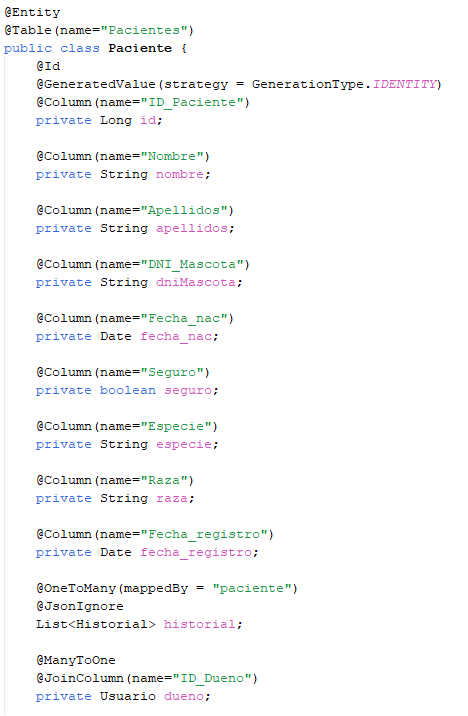 @Entity
@Table(name="Pacientes")
public class Paciente {
@Id
@GeneratedValue(strategy = GenerationType.IDENTITY)
@Column(name="ID_Paciente")
private Long id;
@Column(name="Nombre")
private String nombre;
@Column(name="Apellidos")
private String apellidos;
@Column(name="DNI_Mascota")
private String dniMascota;
@Column(name="Fecha_nac")
private Date fecha_nac;
@Column(name="Seguro")
private boolean seguro;
@Column(name="Especie")
private String especie;
@Column(name="Raza")
private String raza;
@Column(name="Fecha_registro")
private Date fecha_registro;
@OneToMany(mappedBy = "paciente")
@JsonIgnore
List<Historial> historial;
@ManyToOne
@JoinColumn(name="ID_Dueno")
private Usuario dueno;